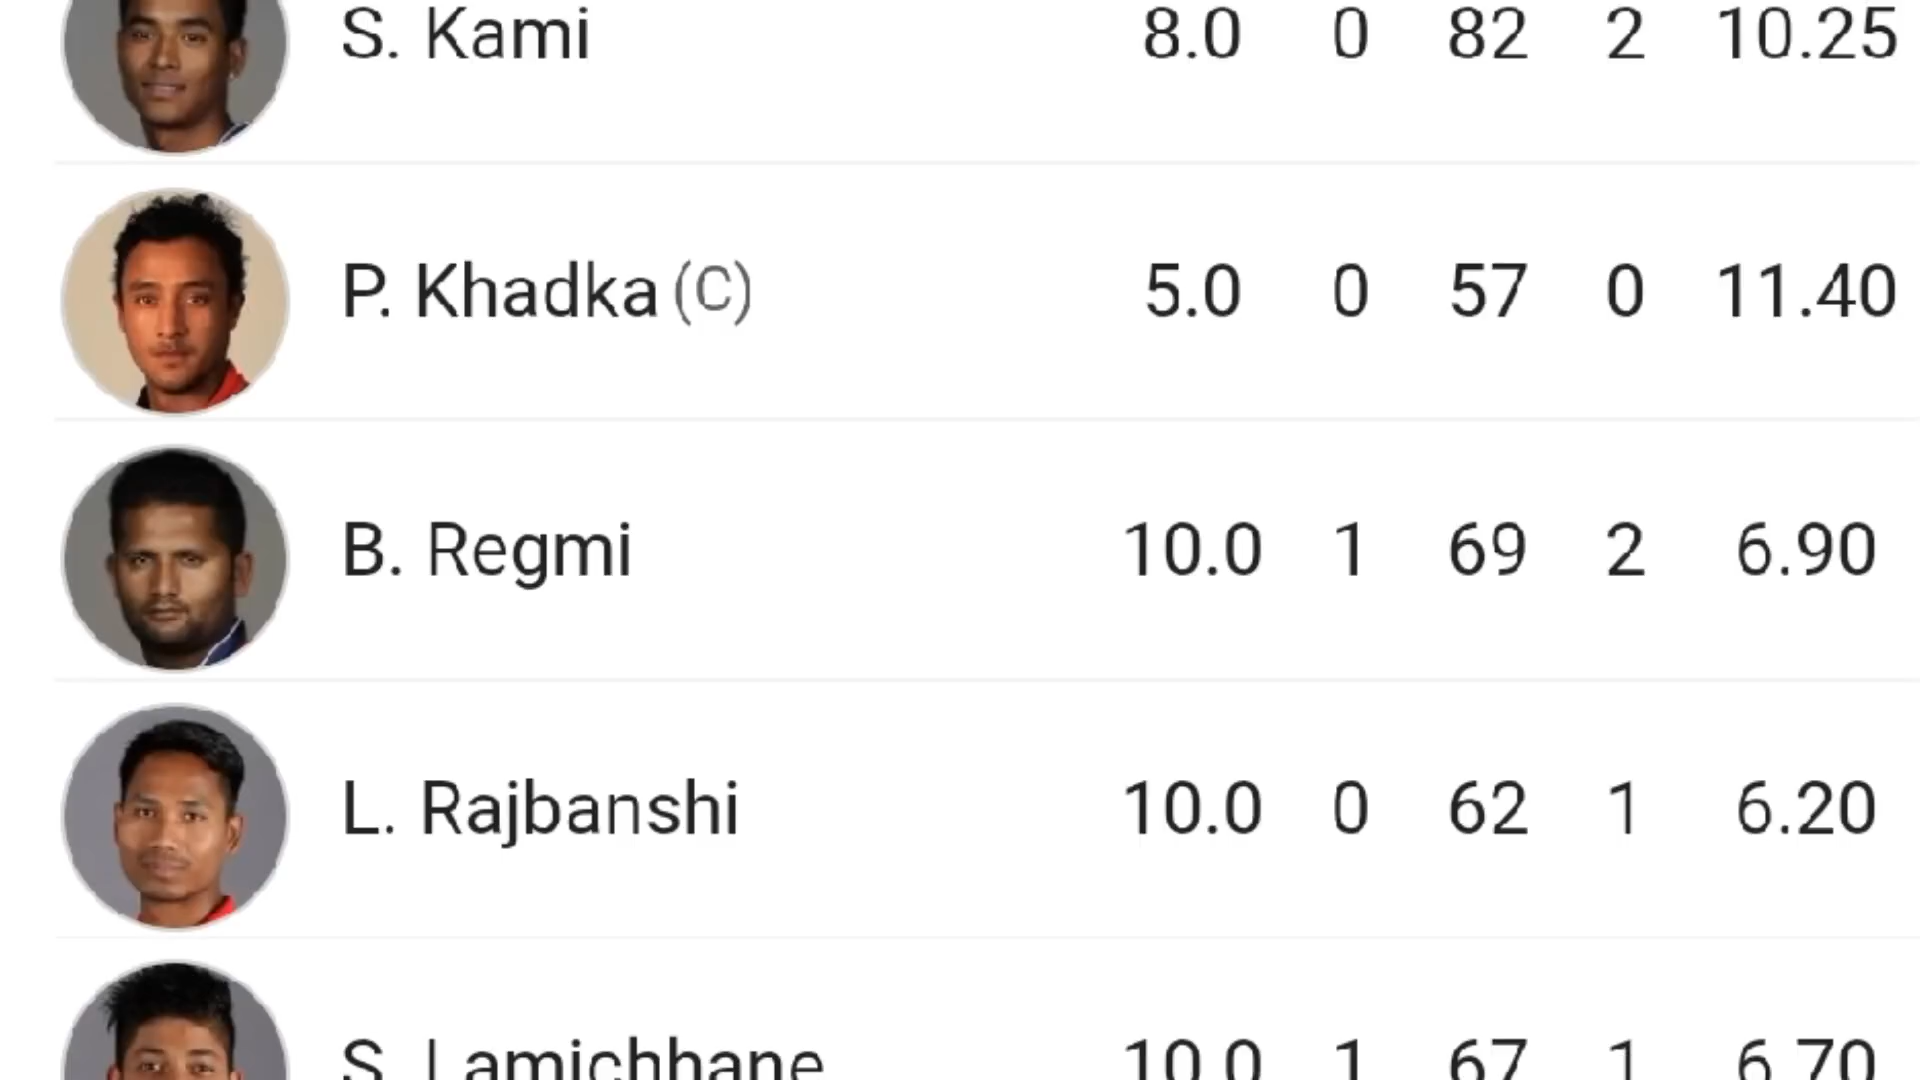 S. Kami 8.0 0 82 2 10.25
P. Khadka (C) 5.0 0 57 0 11.40
B. Regmi 10.0 1 69 2 6.90
L. Rajbanshi 10.0 0 62 1 6.20
S. Lamichhane 10.0 1 67 1 6.70